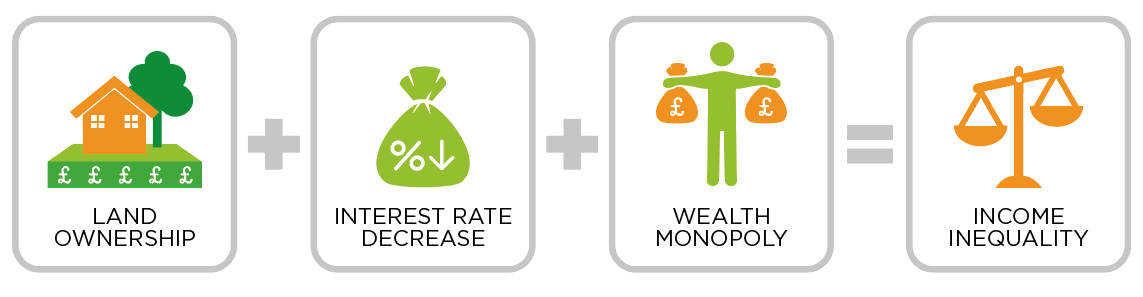 £ £ £ £ £
LAND
OWNERSHIP
+
%↓
INTEREST RATE
DECREASE
+
£ £
WEALTH
MONOPOLY
=
INCOME
INEQUALITY